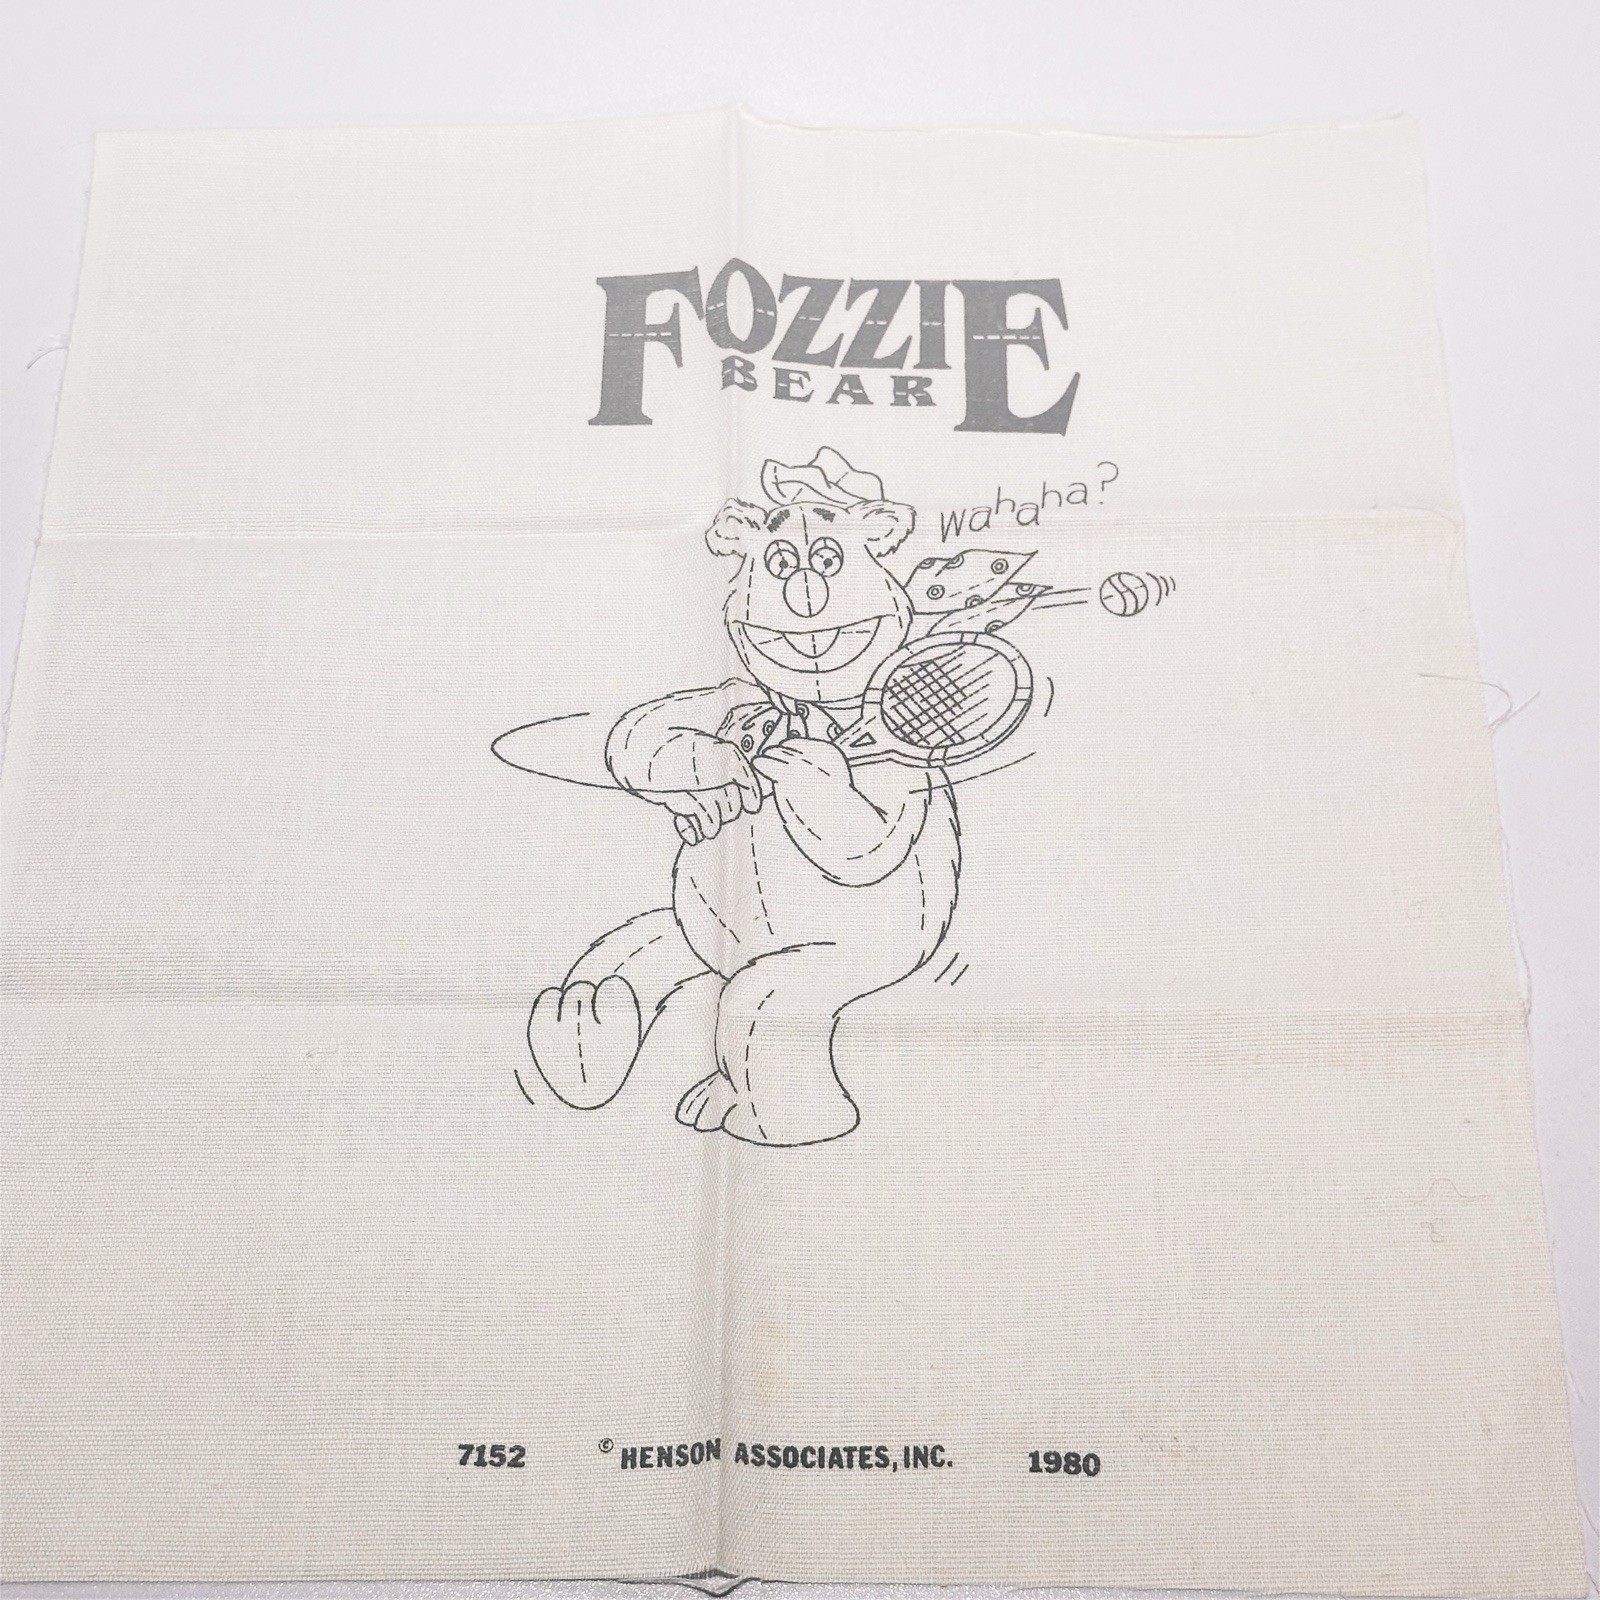 FOZZIE
BEAR
Wahaha?
7152 © HENSON ASSOCIATES, INC. 1980